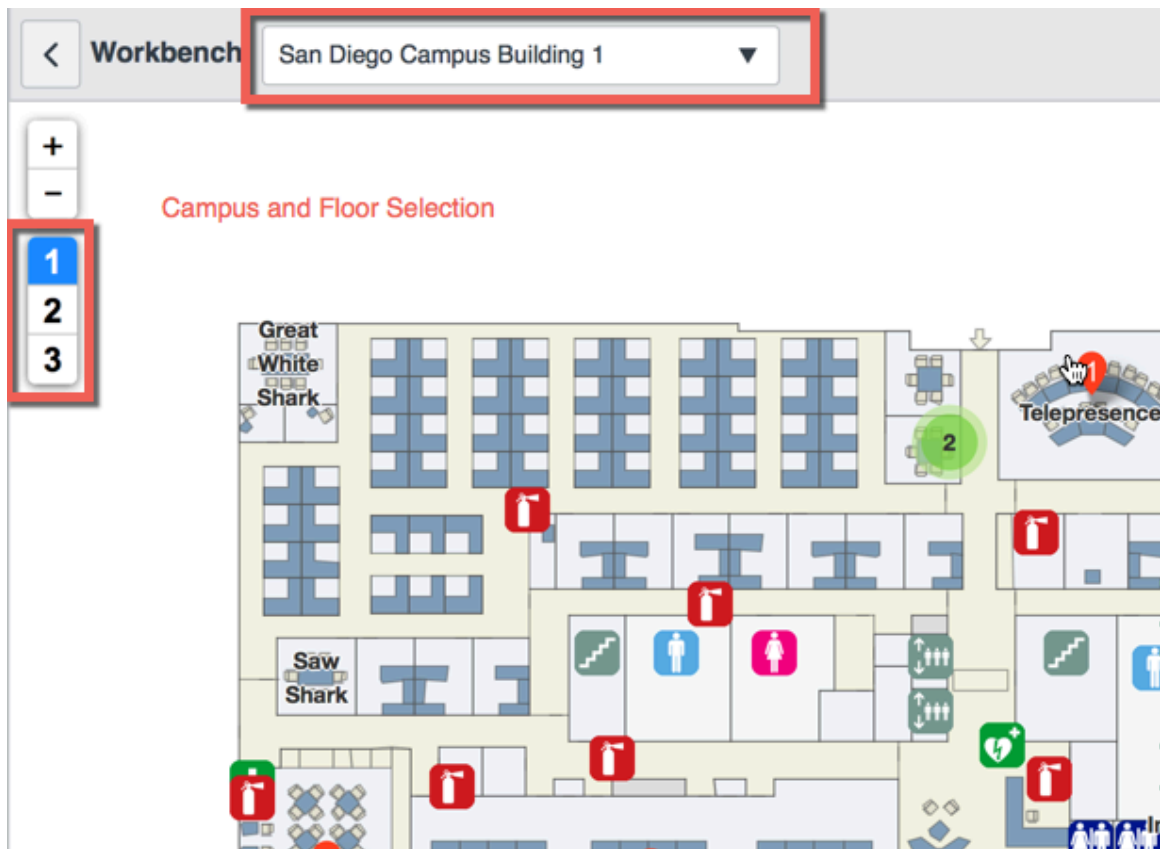 Workbench
San Diego Campus Building 1
+
−
Campus and Floor Selection
1
2
3
Great
White
Shark
1
Telepresence
2
Saw
Shark